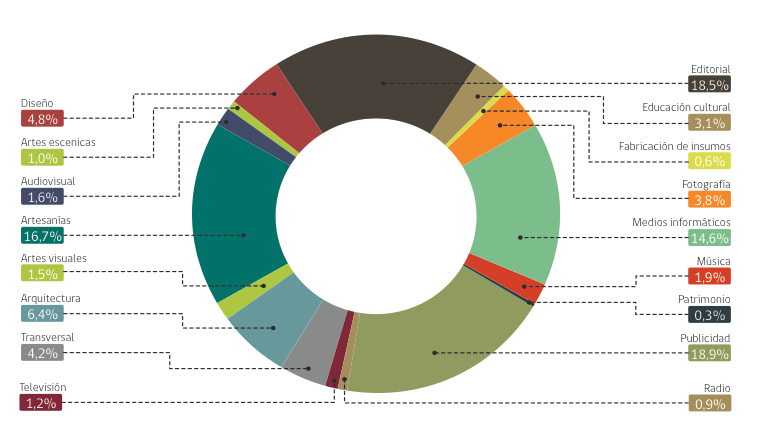 Diseño
4,8%
Artes escenicas
1,0%
Audiovisual
1,6%
Artesanías
16,7%
Artes visuales
1,5%
Arquitectura
6,4%
Transversal
4,2%
Televisión
1,2%
Editorial
18,5%
Educación cultural
3,1%
Fabricación de insumos
0,6%
Fotografía
3,8%
Medios informáticos
14,6%
Música
1,9%
Patrimonio
0,3%
Publicidad
18,9%
Radio
0,9%